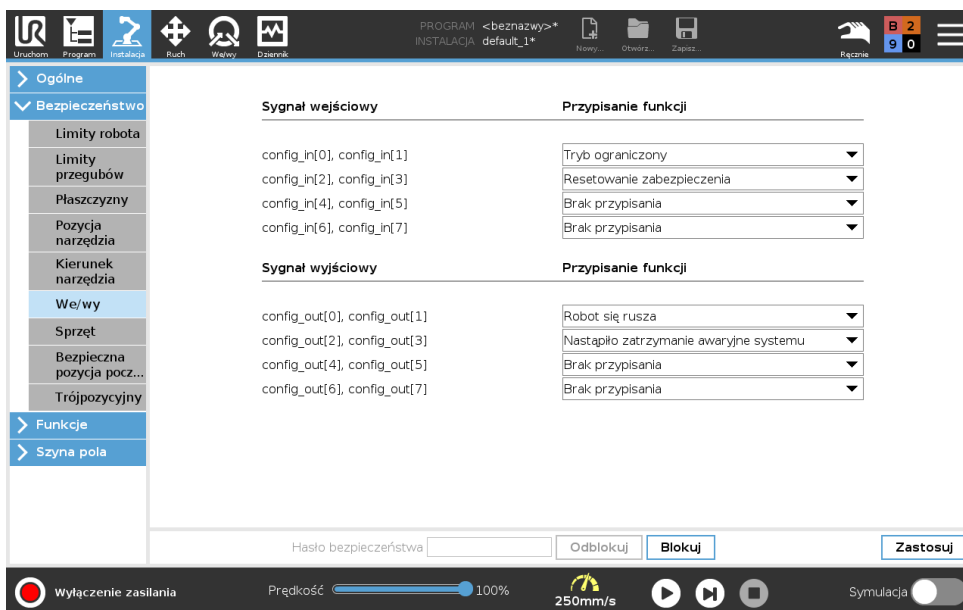 PROGRAM <beznazwy>*
INSTALACJA default_1*
Uruchom Program Instalacja Ruch We/wy Dziennik Nowy... Otwórz... Zapisz... Ręcznie
B 2
9 0
Ogólne
Bezpieczeństwo
Limity robota
Limity
przegubów
Płaszczyzny
Pozycja
narzędzia
Kierunek
narzędzia
We/wy
Sprzęt
Bezpieczna
pozycja pocz...
Trójpozycyjny
Funkcje
Szyna pola
Sygnał wejściowy Przypisanie funkcji
config_in[0], config_in[1] Tryb ograniczony
config_in[2], config_in[3] Resetowanie zabezpieczenia
config_in[4], config_in[5] Brak przypisania
config_in[6], config_in[7] Brak przypisania
Sygnał wyjściowy Przypisanie funkcji
config_out[0], config_out[1] Robot się rusza
config_out[2], config_out[3] Nastąpiło zatrzymanie awaryjne systemu
config_out[4], config_out[5] Brak przypisania
config_out[6], config_out[7] Brak przypisania
Hasło bezpieczeństwa Odblokuj Blokuj Zastosuj
Wyłączenie zasilania Prędkość 100% 250mm/s Symulacja